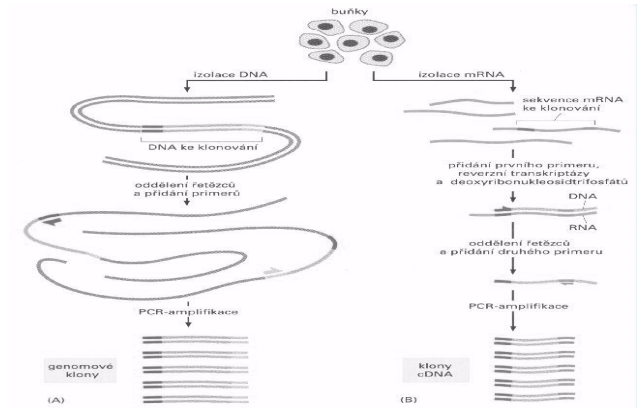 buňky
izolace DNA
izolace mRNA
sekvence mRNA
ke klonování
DNA ke klonování
přidání prvního primeru,
reverzní transkriptázy
a deoxyribonukleosidtrifosfátů
oddělení řetězců
a přidání primerů
DNA
RNA
oddělení řetězců
a přidání druhého primeru
PCR-amplifikace
PCR-amplifikace
genomové
klony
klony
cDNA
(A)
(B)